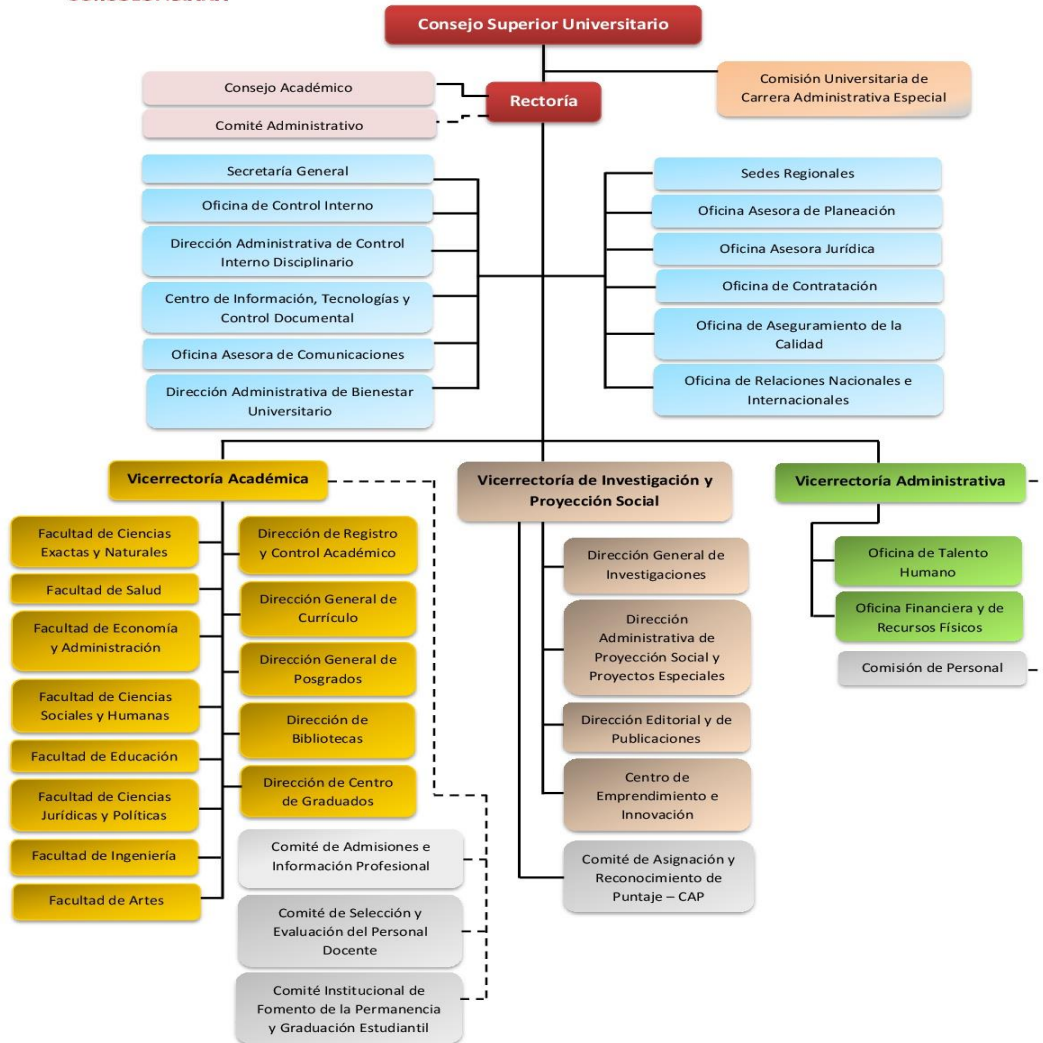 Consejo Superior Universitario
Comisión Universitaria de
Carrera Administrativa Especial
Consejo Académico
Rectoría
Comité Administrativo
Secretaría General
Oficina de Control Interno
Dirección Administrativa de Control
Interno Disciplinario
Centro de Información, Tecnologías y
Control Documental
Oficina Asesora de Comunicaciones
Dirección Administrativa de Bienestar
Universitario
Sedes Regionales
Oficina Asesora de Planeación
Oficina Asesora Jurídica
Oficina de Contratación
Oficina de Aseguramiento de la
Calidad
Oficina de Relaciones Nacionales e
Internacionales
Vicerrectoría Académica
Facultad de Ciencias
Exactas y Naturales
Facultad de Salud
Facultad de Economía
y Administración
Facultad de Ciencias
Sociales y Humanas
Facultad de Educación
Facultad de Ciencias
Jurídicas y Políticas
Facultad de Ingeniería
Facultad de Artes
Dirección de Registro
y Control Académico
Dirección General de
Currículo
Dirección General de
Posgrados
Dirección de
Bibliotecas
Dirección de Centro
de Graduados
Comité de Admisiones e
Información Profesional
Comité de Selección y
Evaluación del Personal
Docente
Comité Institucional de
Fomento de la Permanencia
y Graduación Estudiantil
Vicerrectoría de Investigación y
Proyección Social
Dirección General de
Investigaciones
Dirección
Administrativa de
Proyección Social y
Proyectos Especiales
Dirección Editorial y de
Publicaciones
Centro de
Emprendimiento e
Innovación
Comité de Asignación y
Reconocimiento de
Puntaje – CAP
Vicerrectoría Administrativa
Oficina de Talento
Humano
Oficina Financiera y de
Recursos Físicos
Comisión de Personal